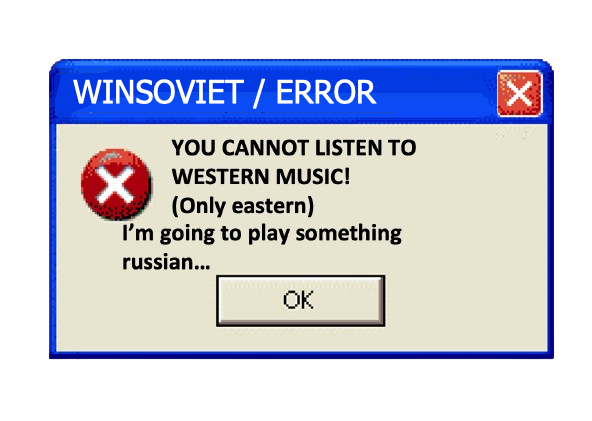 WINSOVIET / ERROR
YOU CANNOT LISTEN TO
WESTERN MUSIC!
(Only eastern)
I'm going to play something
russian...
OK